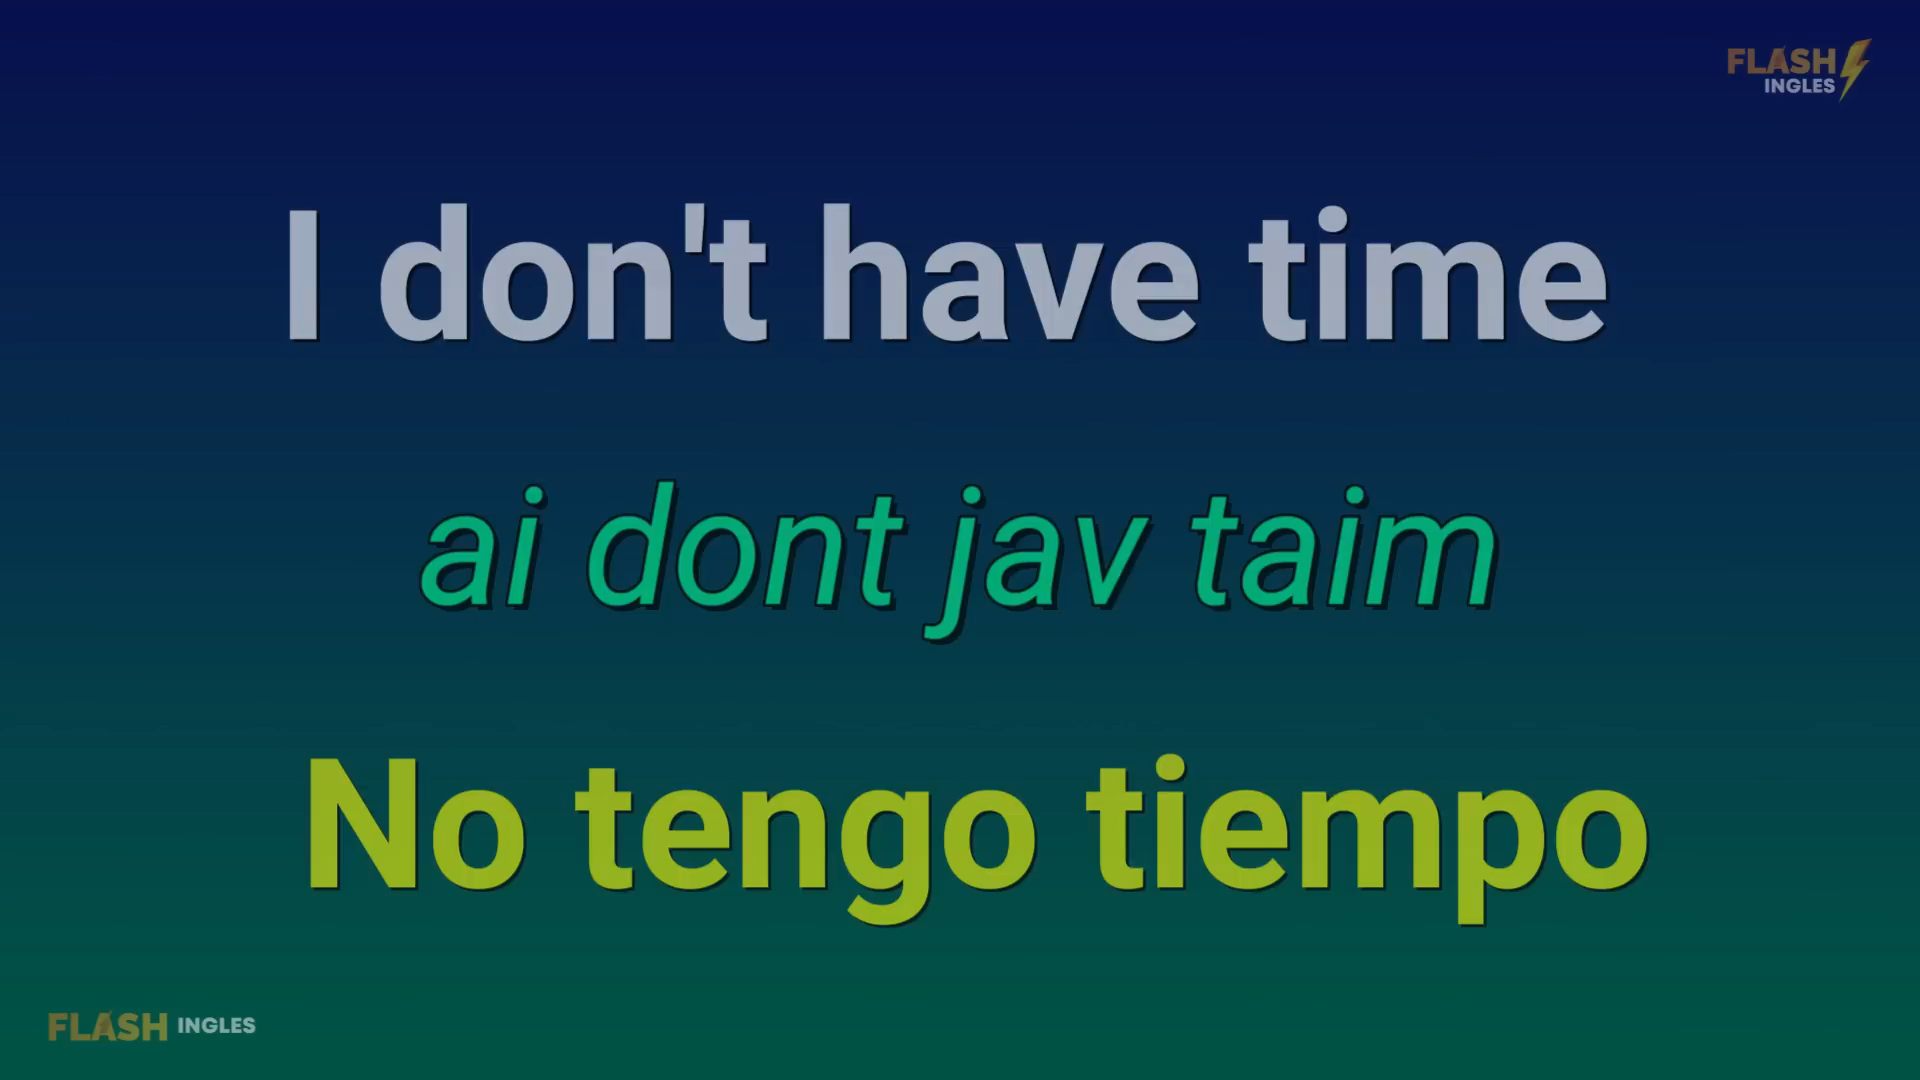 FLASH
INGLES
I don't have time
ai dont jav taim
No tengo tiempo
FLASH INGLES